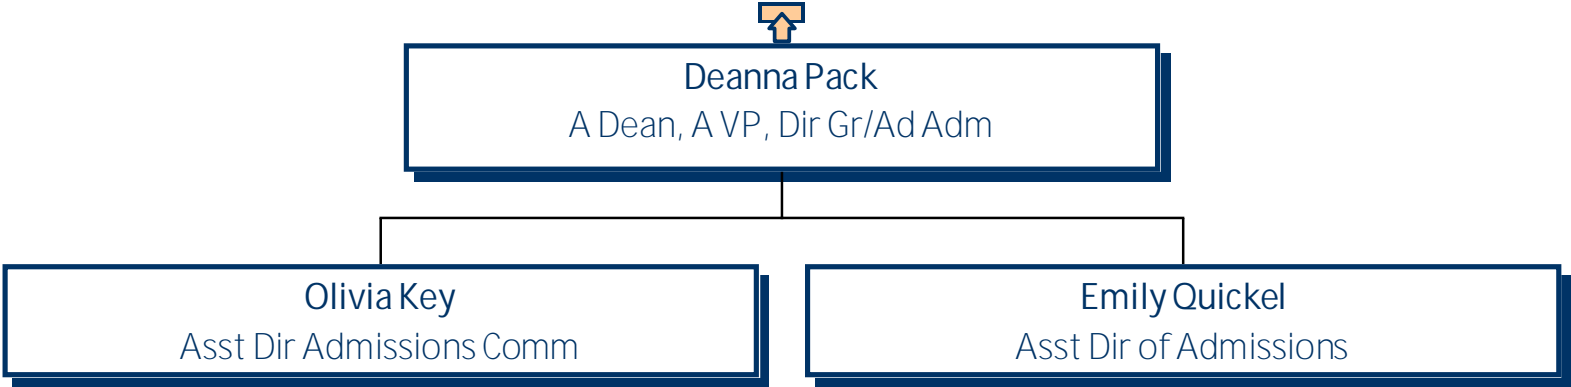 Deanna Pack
A Dean, A VP, Dir Gr/Ad Adm
Olivia Key
Asst Dir Admissions Comm
Emily Quickel
Asst Dir of Admissions